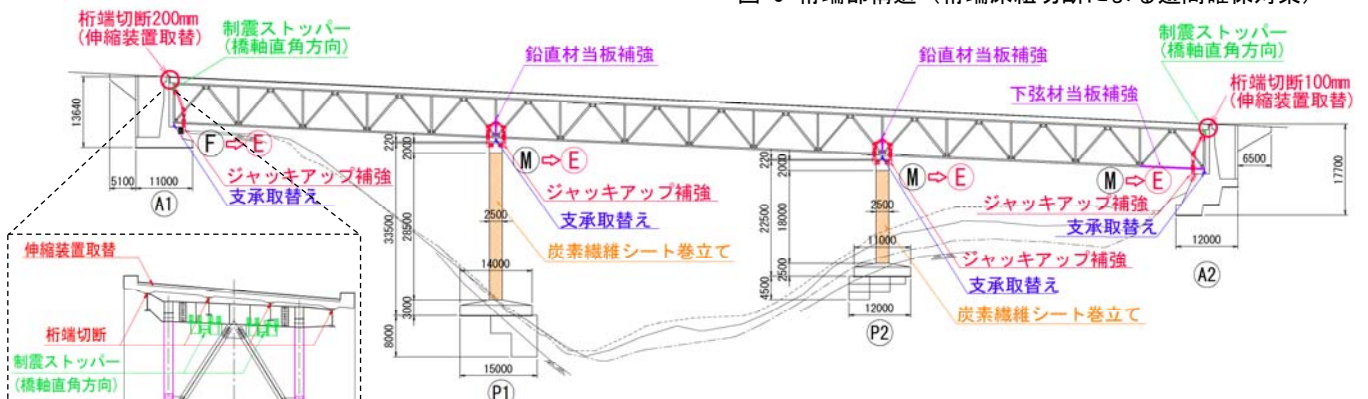 図 6 桁端部構造（桁端床組切断による遊間確保対策）
桁端切断200mm
(伸縮装置取替)
制震ストッパー
(橋軸直角方向)
鉛直材当板補強
鉛直材当板補強
制震ストッパー
(橋軸直角方向)
桁端切断100mm
(伸縮装置取替)
下弦材当板補強
13640
5100
11000
A1
F⇨E
ジャッキアップ補強
支承取替え
220
2000
33500
28500
3000
8000
2500
14000
15000
P1
M⇨E
ジャッキアップ補強
支承取替え
炭素繊維シート巻立て
220
2000
22500
18000
2500
4500
2500
11000
12000
P2
M⇨E
ジャッキアップ補強
支承取替え
炭素繊維シート巻立て
M⇨E
ジャッキアップ補強
支承取替え
6500
17700
12000
A2
伸縮装置取替
桁端切断
制震ストッパー
(橋軸直角方向)